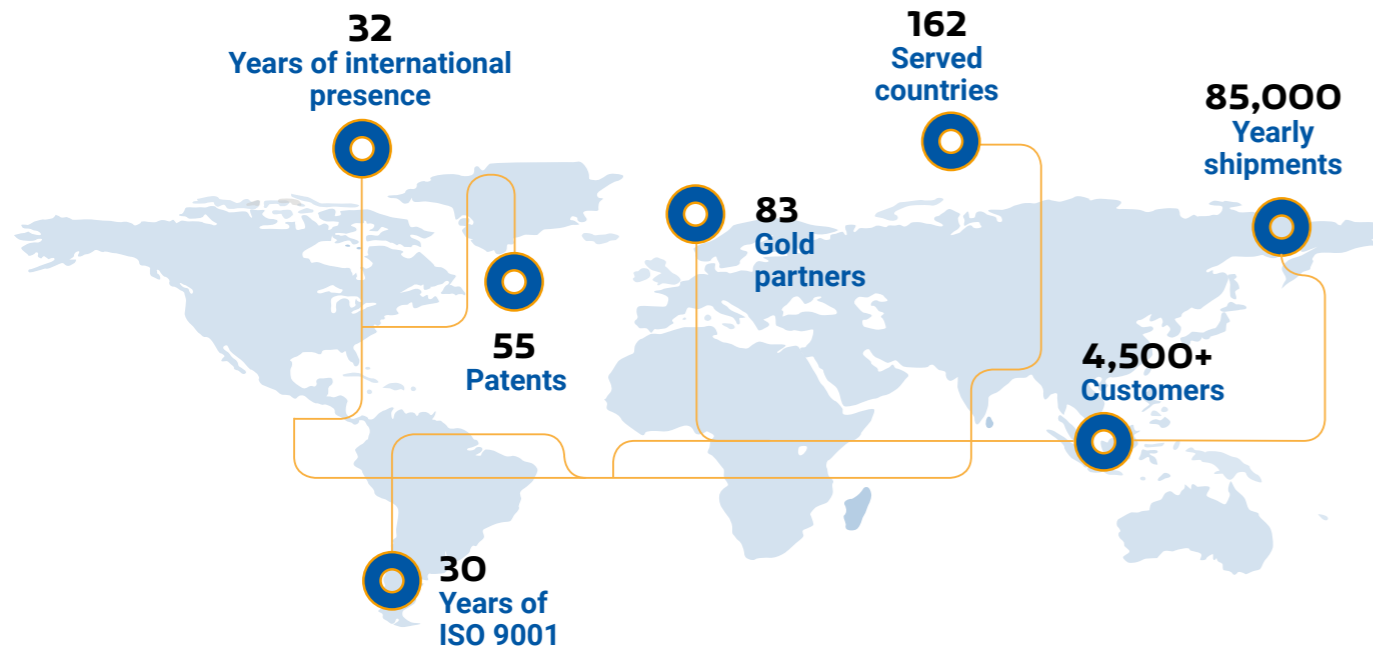 32
Years of international
presence
162
Served
countries
85,000
Yearly
shipments
83
Gold
partners
55
Patents
4,500+
Customers
30
Years of
ISO 9001